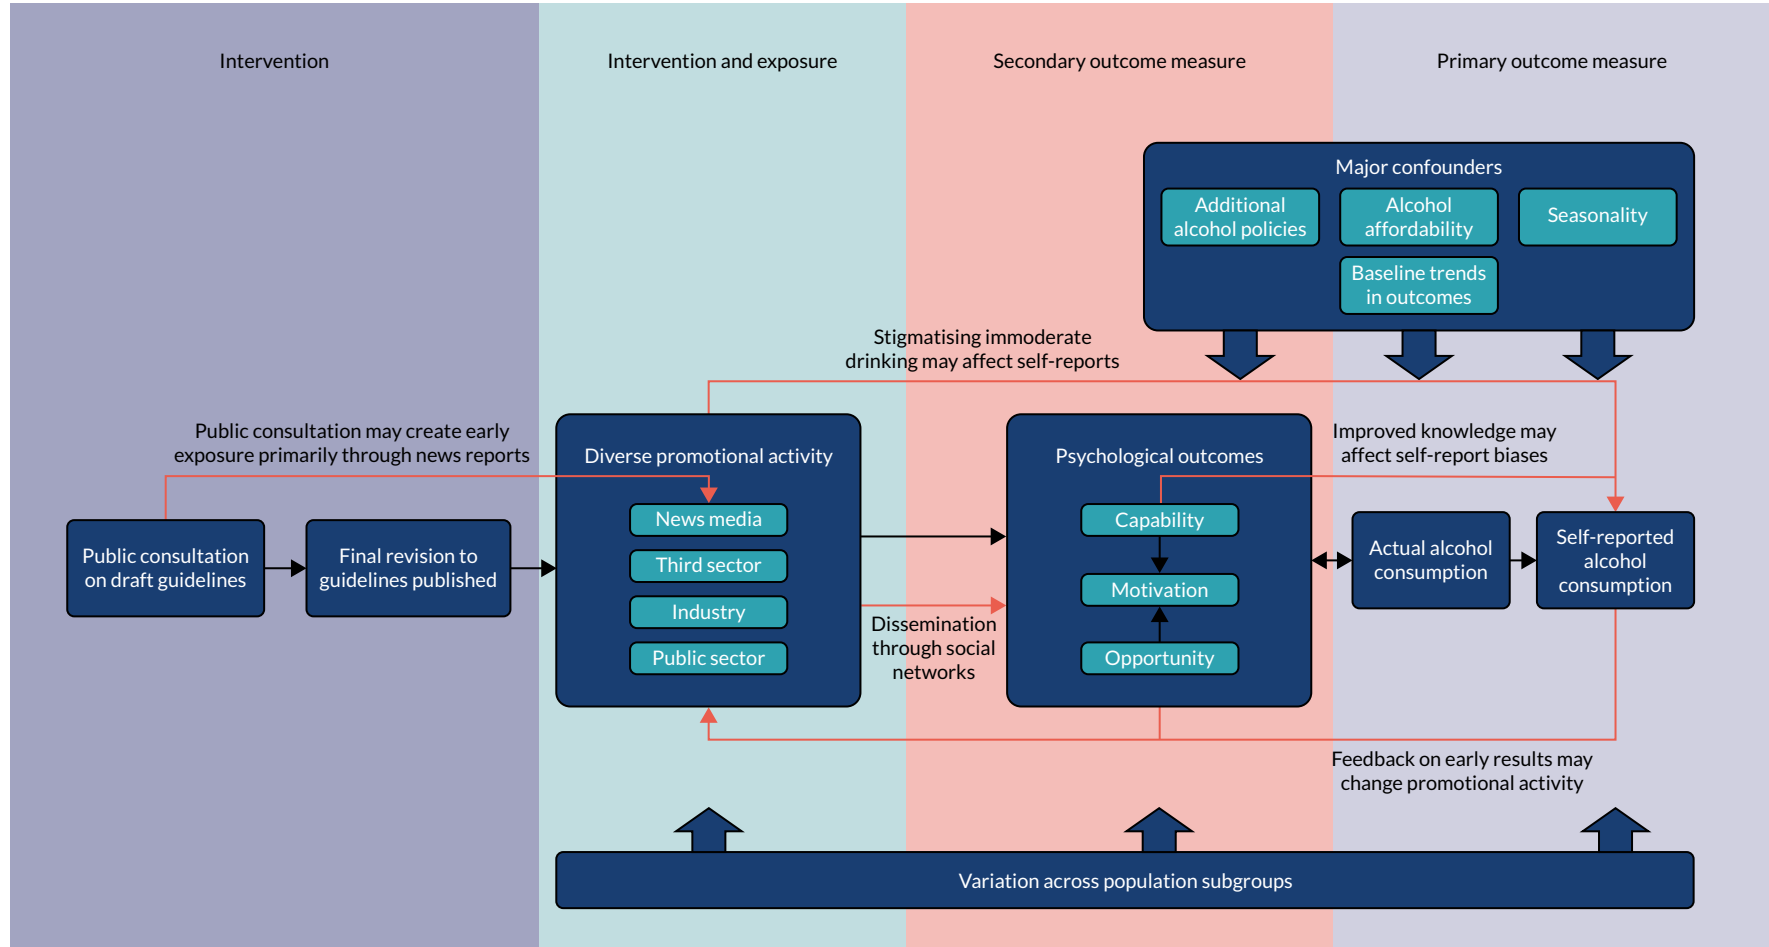 Intervention
Intervention and exposure
Secondary outcome measure
Primary outcome measure
Major confounders
Additional
alcohol policies
Alcohol
affordability
Seasonality
Baseline trends
in outcomes
Stigmatising immoderate
drinking may affect self-reports
Public consultation may create early
exposure primarily through news reports
Diverse promotional activity
News media
Third sector
Industry
Public sector
Psychological outcomes
Capability
Motivation
Opportunity
Improved knowledge may
affect self-report biases
Public consultation
on draft guidelines
Final revision to
guidelines published
Actual alcohol
consumption
Self-reported
alcohol
consumption
Dissemination
through social
networks
Feedback on early results may
change promotional activity
Variation across population subgroups